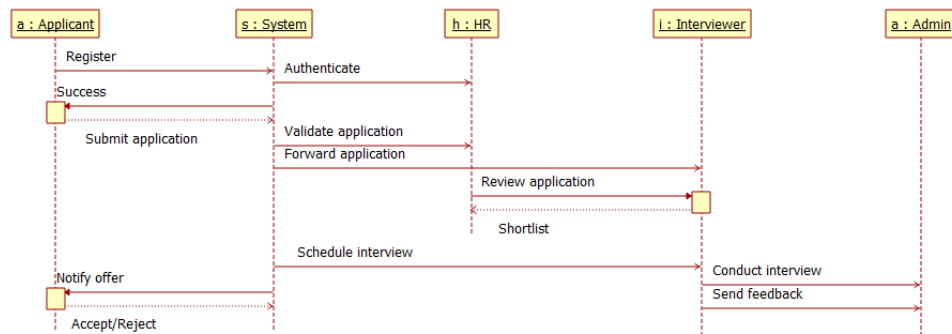 a : Applicant
s : System
h : HR
i : Interviewer
a : Admin
Register
Authenticate
Success
Submit application
Validate application
Forward application
Review application
Shortlist
Schedule interview
Notify offer
Conduct interview
Send feedback
Accept/Reject